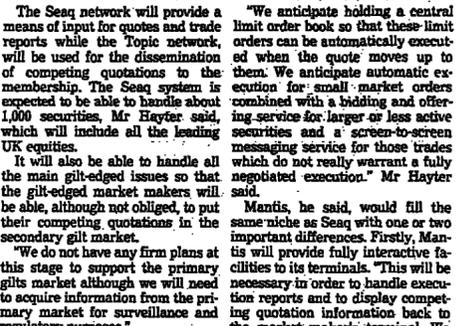 The Seaq network will provide a
means of input for quotes and trade
reports while the Topic network,
will be used for the dissemination
of competing quotations to the
membership. The Seaq system is
expected to be able to handle about
1,000 securities, Mr Hayter said,
which will include all the leading
UK equities.
It will also be able to handle all
the main gilt-edged issues so that
the gilt-edged market makers will
be able, although not obliged, to put
their competing quotations in the
secondary gilt market.
"We do not have any firm plans at
this stage to support the primary
gilts market although we will need
to acquire information from the pri-
mary market for surveillance and
"We anticipate holding a central
limit order book so that these limit
orders can be automatically execut-
ed when the quote moves up to
them. We anticipate automatic ex-
ecution for small market orders
combined with a bidding and offer-
ing service for larger or less active
securities and a screen-to-screen
messaging service for those trades
which do not really warrant a fully
negotiated execution." Mr Hayter
said.
Mantis, he said, would fill the
same niche as Seaq with one or two
important differences. Firstly, Man-
tis will provide fully interactive fa-
cilities to its terminals. "This will be
necessary in order to handle execu-
tion reports and to display compet-
ing quotation information back to